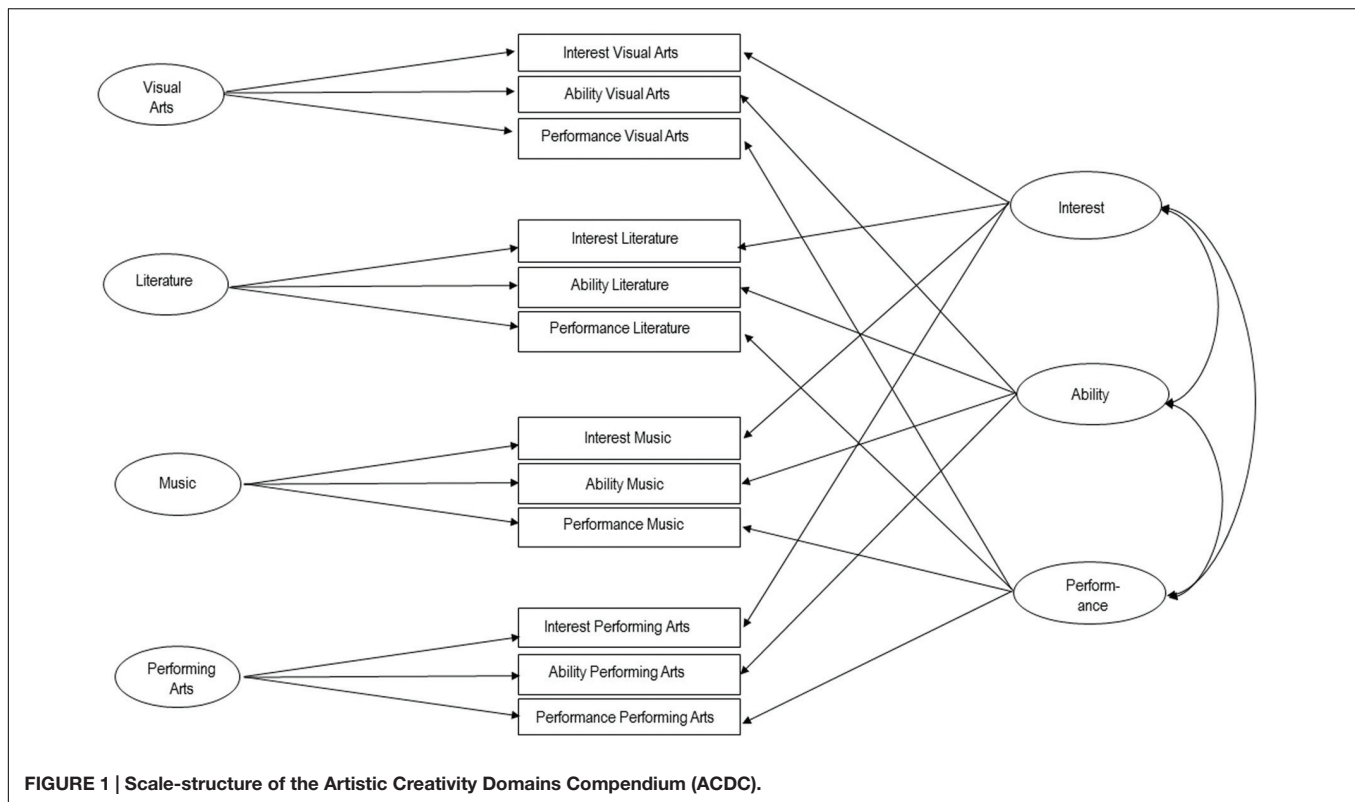 Visual
Arts
Interest Visual Arts
Ability Visual Arts
Performance Visual Arts
Literature
Interest Literature
Ability Literature
Performance Literature
Music
Interest Music
Ability Music
Performance Music
Performing
Arts
Interest Performing Arts
Ability Performing Arts
Performance Performing Arts
Interest
Ability
Perform-
ance
FIGURE 1 | Scale-structure of the Artistic Creativity Domains Compendium (ACDC).